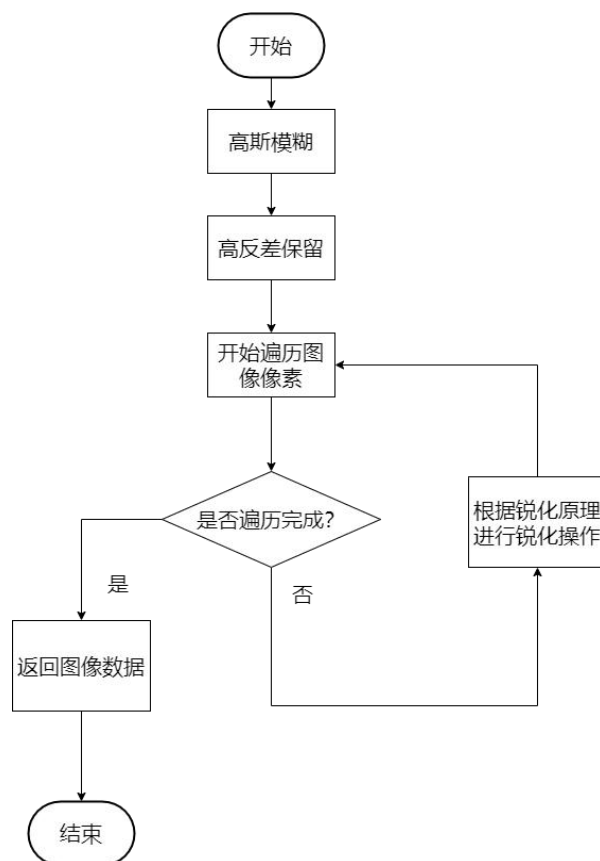 开始
高斯模糊
高反差保留
开始遍历图
像像素
是否遍历完成?
根据锐化原理
进行锐化操作
是
否
返回图像数据
结束